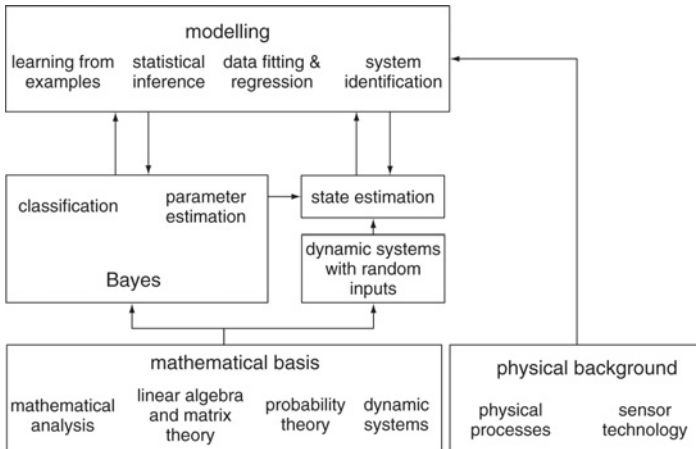 modelling
learning from
examples
statistical
inference
data fitting &
regression
system
identification
classification
parameter
estimation
Bayes
state estimation
dynamic systems
with random
inputs
mathematical basis
mathematical
analysis
linear algebra
and matrix
theory
probability
theory
dynamic
systems
physical background
physical
processes
sensor
technology